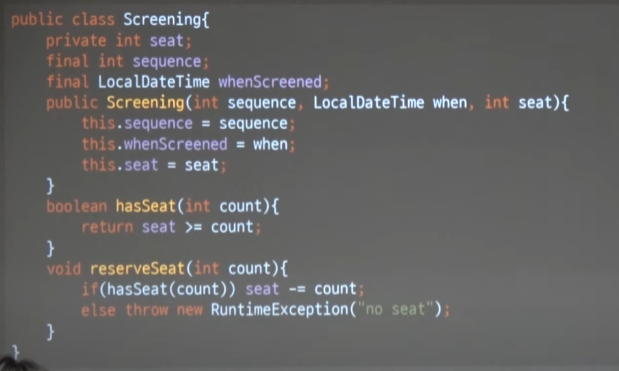 public class Screening{
    private int seat;
    final int sequence;
    final LocalDateTime whenScreened;
    public Screening(int sequence, LocalDateTime when, int seat){
        this.sequence = sequence;
        this.whenScreened = when;
        this.seat = seat;
    }
    boolean hasSeat(int count){
        return seat >= count;
    }
    void reserveSeat(int count){
        if(hasSeat(count)) seat -= count;
        else throw new RuntimeException("no seat");
    }
}